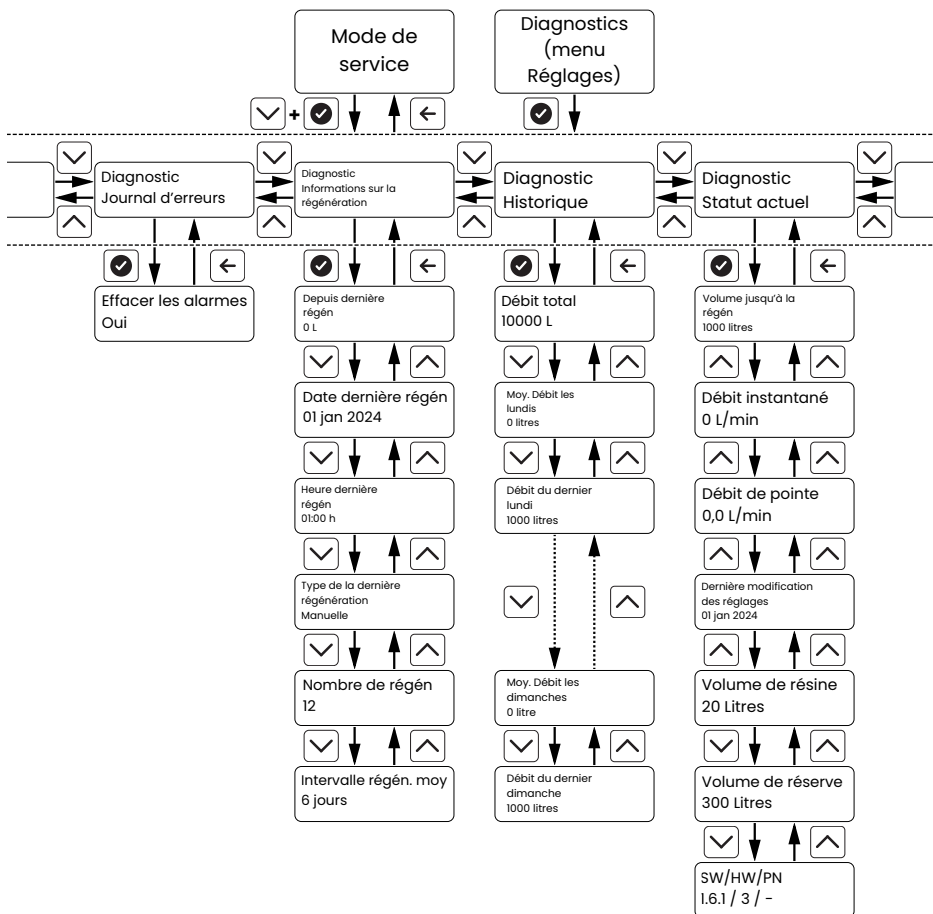 Mode de
service
Diagnostics
(menu
Réglages)
+
Diagnostic
Journal d'erreurs
Diagnostic
Informations sur la
régénération
Diagnostic
Historique
Diagnostic
Statut actuel
Effacer les alarmes
Oui
Depuis dernière
régén
0 L
Date dernière régén
01 jan 2024
Heure dernière
régén
01:00 h
Type de la dernière
régénération
Manuelle
Nombre de régén
12
Intervalle régén. moy
6 jours
Débit total
10000 L
Moy. Débit les
lundis
0 litres
Débit du dernier
lundi
1000 litres
Moy. Débit les
dimanches
0 litre
Débit du dernier
dimanche
1000 litres
Volume jusqu'à la
régén
1000 litres
Débit instantané
0 L/min
Débit de pointe
0,0 L/min
Dernière modification
des réglages
01 jan 2024
Volume de résine
20 Litres
Volume de réserve
300 Litres
SW/HW/PN
1.6.1 / 3 / -